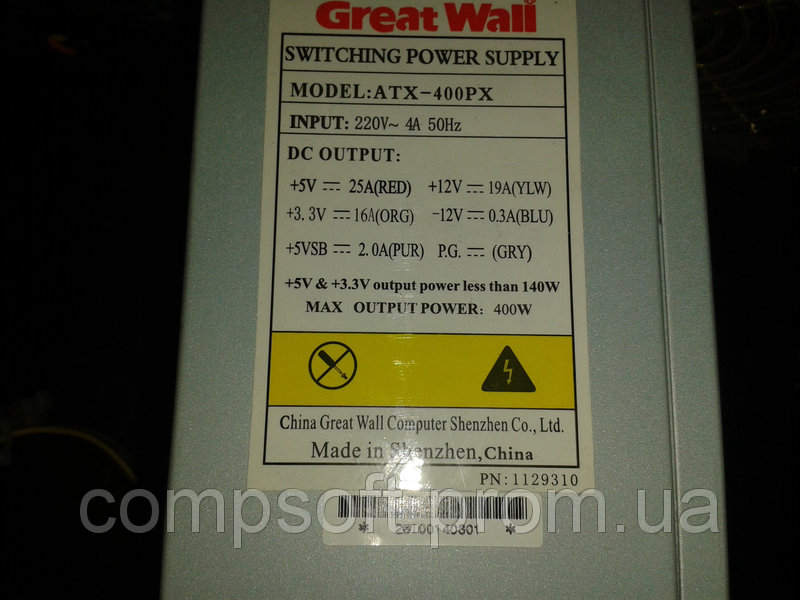 Great Wall
SWITCHING POWER SUPPLY
MODEL:ATX-400PX
INPUT: 220V~ 4A 50Hz
DC OUTPUT:
+5V ⎓ 25A(RED) +12V ⎓ 19A(YLW)
+3.3V ⎓ 16A(ORG) -12V ⎓ 0.3A(BLU)
+5VSB ⎓ 2.0A(PUR) P.G. ⎓ (GRY)
+5V & +3.3V output power less than 140W
MAX OUTPUT POWER: 400W
China Great Wall Computer Shenzhen Co., Ltd.
Made in Shenzhen,China
PN:1129310
compsoft.prom.ua